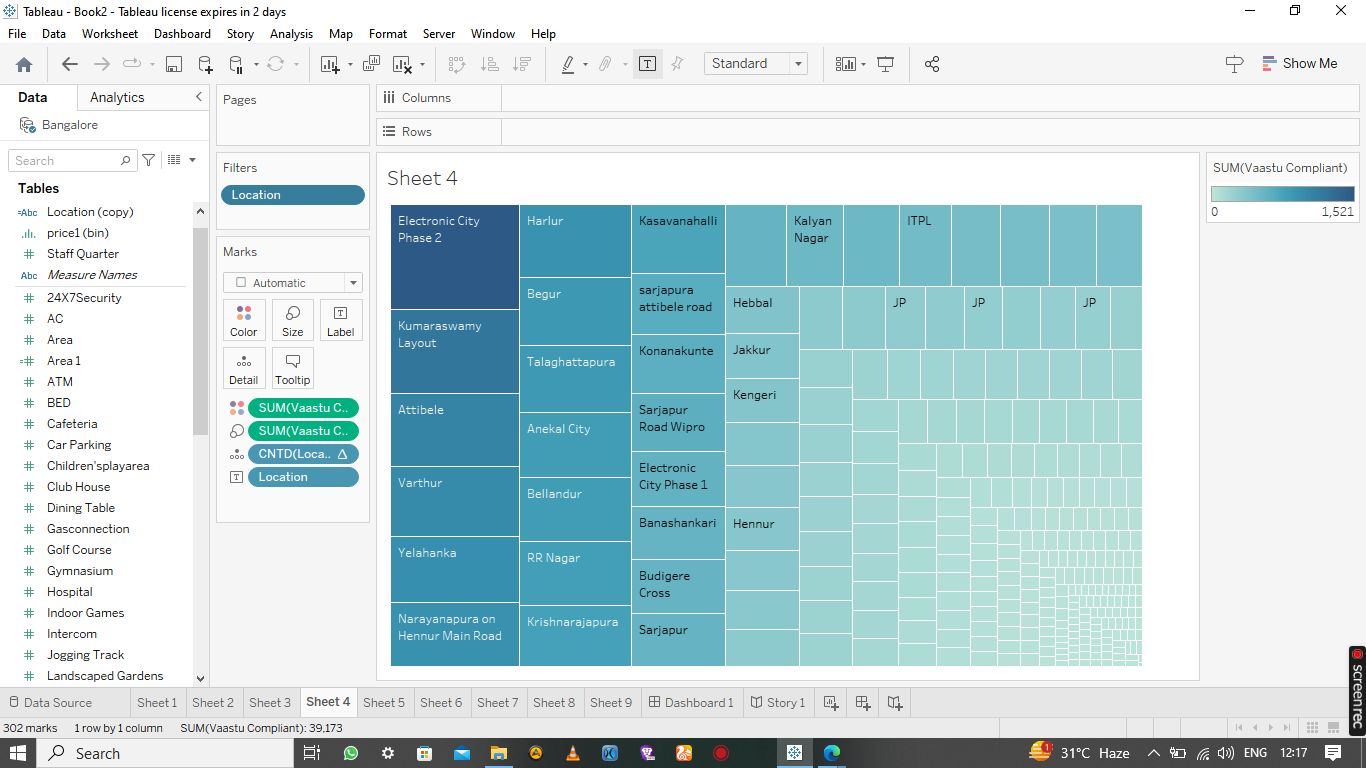 Tableau - Book2 - Tableau license expires in 2 days
File Data Worksheet Dashboard Story Analysis Map Format Server Window Help
Standard
Show Me
Data Analytics
Bangalore
Search
Tables
Location (copy)
price1 (bin)
Staff Quarter
Measure Names
24X7Security
AC
Area
Area 1
ATM
BED
Cafeteria
Car Parking
Children'splayarea
Club House
Dining Table
Gasconnection
Golf Course
Gymnasium
Hospital
Indoor Games
Intercom
Jogging Track
Landscaped Gardens
Pages
Filters
Location
Marks
Automatic
Color Size Label
Detail Tooltip
SUM(Vaastu C..
SUM(Vaastu C..
CNTD(Loca.. Δ
Location
Columns
Rows
Sheet 4
Electronic City
Phase 2
Kumaraswamy
Layout
Attibele
Varthur
Yelahanka
Narayanapura on
Hennur Main Road
Harlur
Begur
Talaghattapura
Anekal City
Bellandur
RR Nagar
Krishnarajapura
Kasavanahalli
sarjapura
attibele road
Konanakunte
Sarjapur
Road Wipro
Electronic
City Phase 1
Banashankari
Budigere
Cross
Sarjapur
Hebbal
Jakkur
Kengeri
Hennur
Kalyan
Nagar
ITPL
JP
JP
JP
SUM(Vaastu Compliant)
0 1,521
Data Source Sheet 1 Sheet 2 Sheet 3 Sheet 4 Sheet 5 Sheet 6 Sheet 7 Sheet 8 Sheet 9 Dashboard 1 Story 1
302 marks 1 row by 1 column SUM(Vaastu Compliant): 39,173
Search
1
31°C Haze
ENG 12:17
screenrec